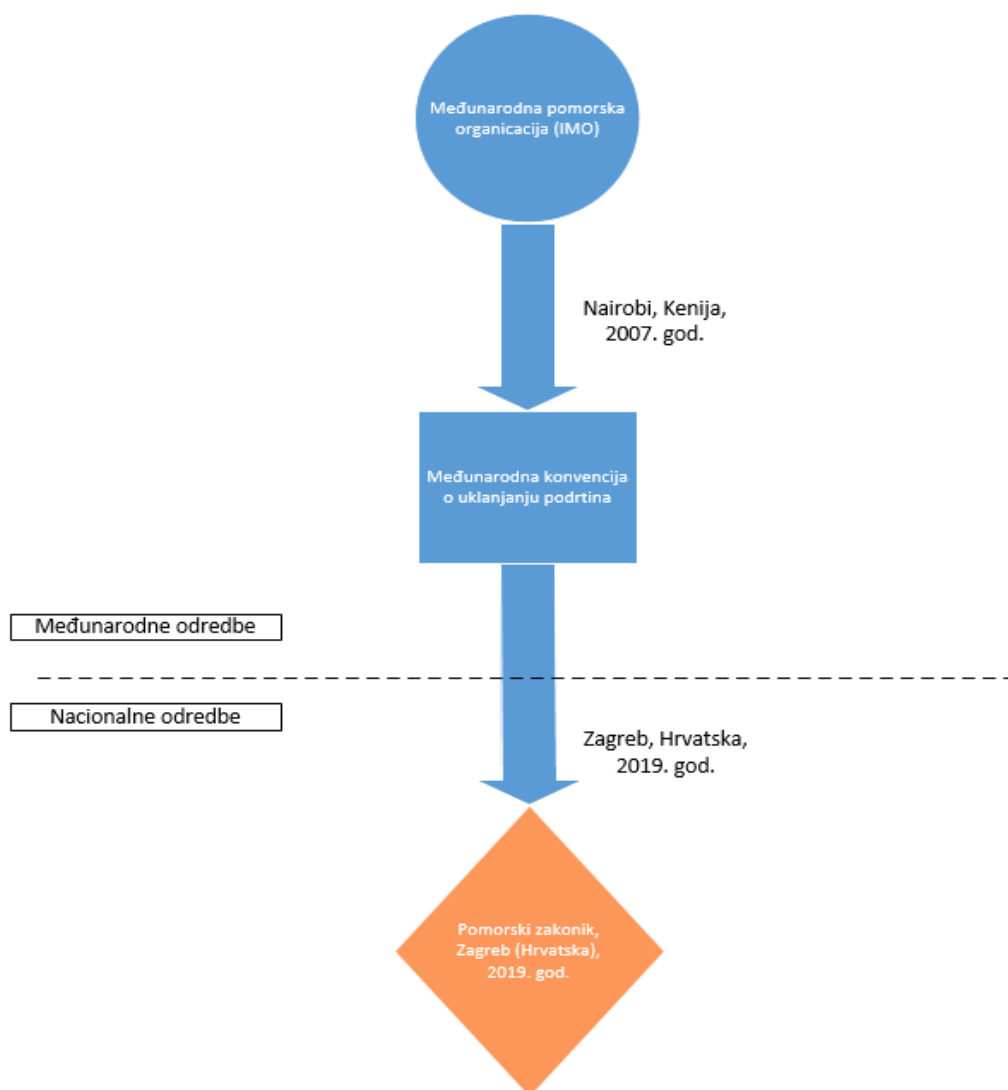 Međunarodna pomorska
organicacija (IMO)
Nairobi, Kenija,
2007. god.
Međunarodna konvencija
o uklanjanju podrtina
Međunarodne odredbe
Nacionalne odredbe
Zagreb, Hrvatska,
2019. god.
Pomorski zakonik,
Zagreb (Hrvatska),
2019. god.